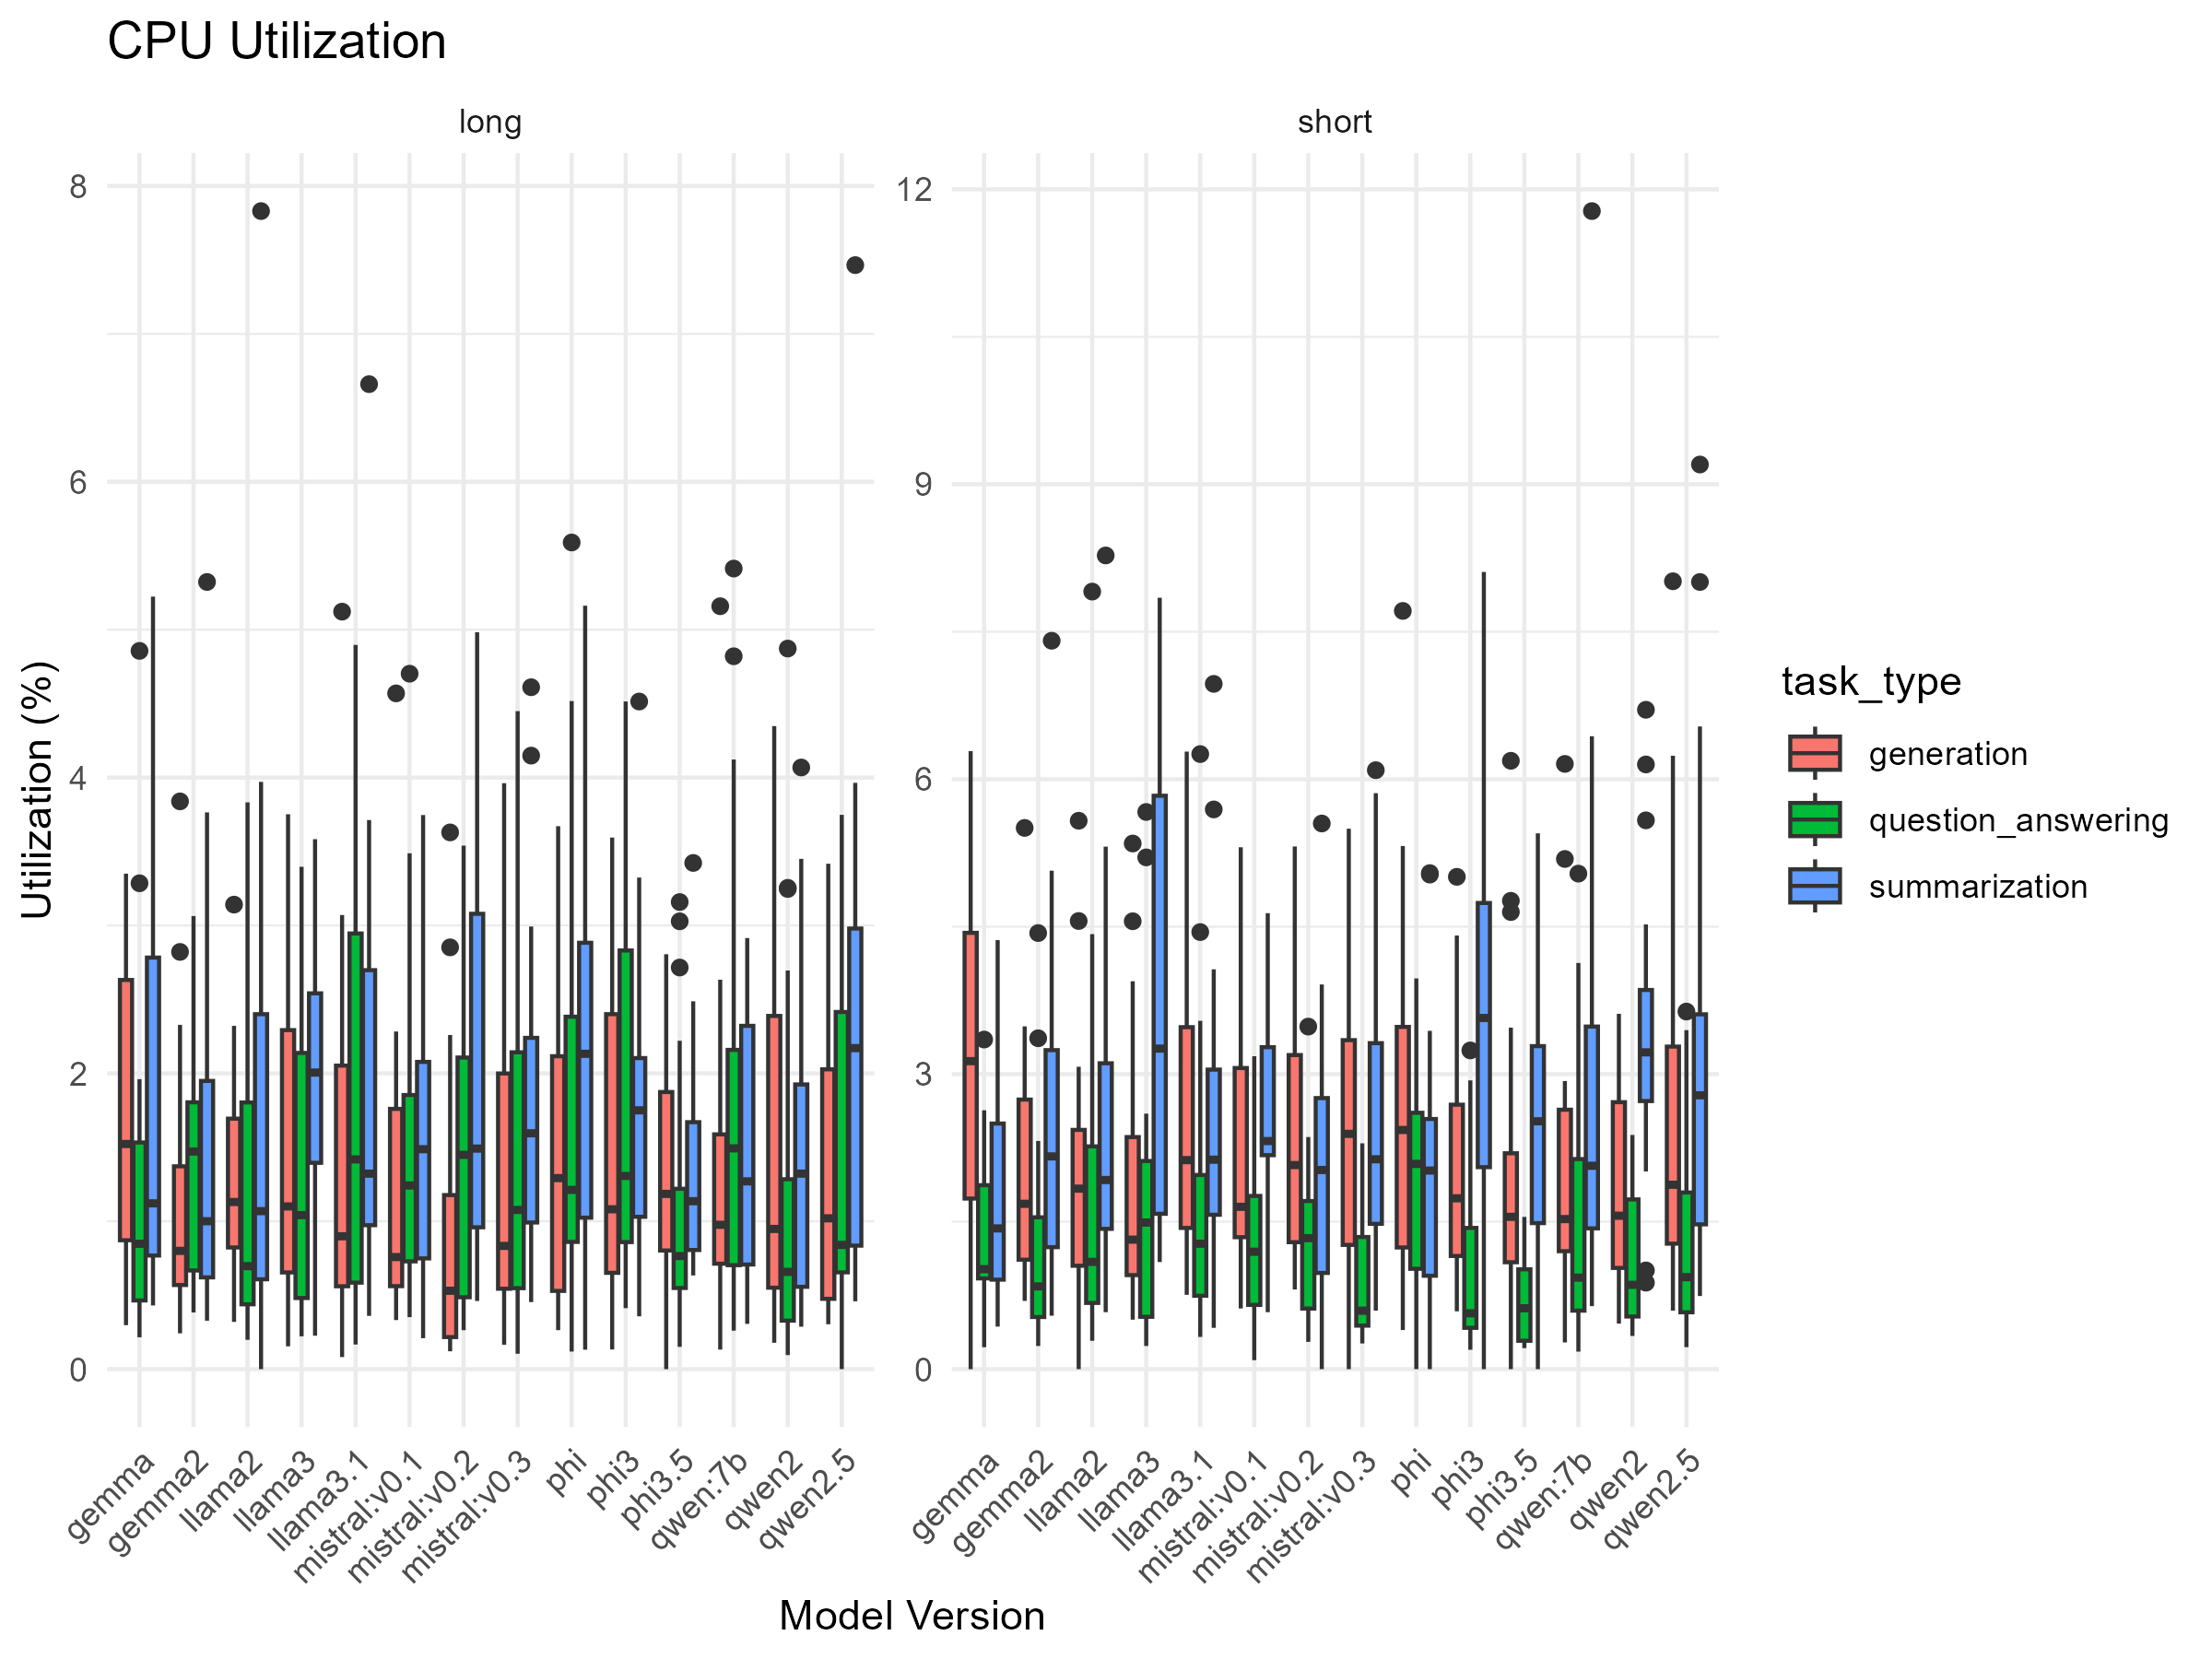 CPU Utilization
long
short
8
6
4
2
0
12
9
6
3
0
Utilization (%)
gemma
gemma2
llama2
llama3
llama3.1
mistral:v0.1
mistral:v0.2
mistral:v0.3
phi
phi3
phi3.5
qwen:7b
qwen2
qwen2.5
gemma
gemma2
llama2
llama3
llama3.1
mistral:v0.1
mistral:v0.2
mistral:v0.3
phi
phi3
phi3.5
qwen:7b
qwen2
qwen2.5
Model Version
task_type
generation
question_answering
summarization